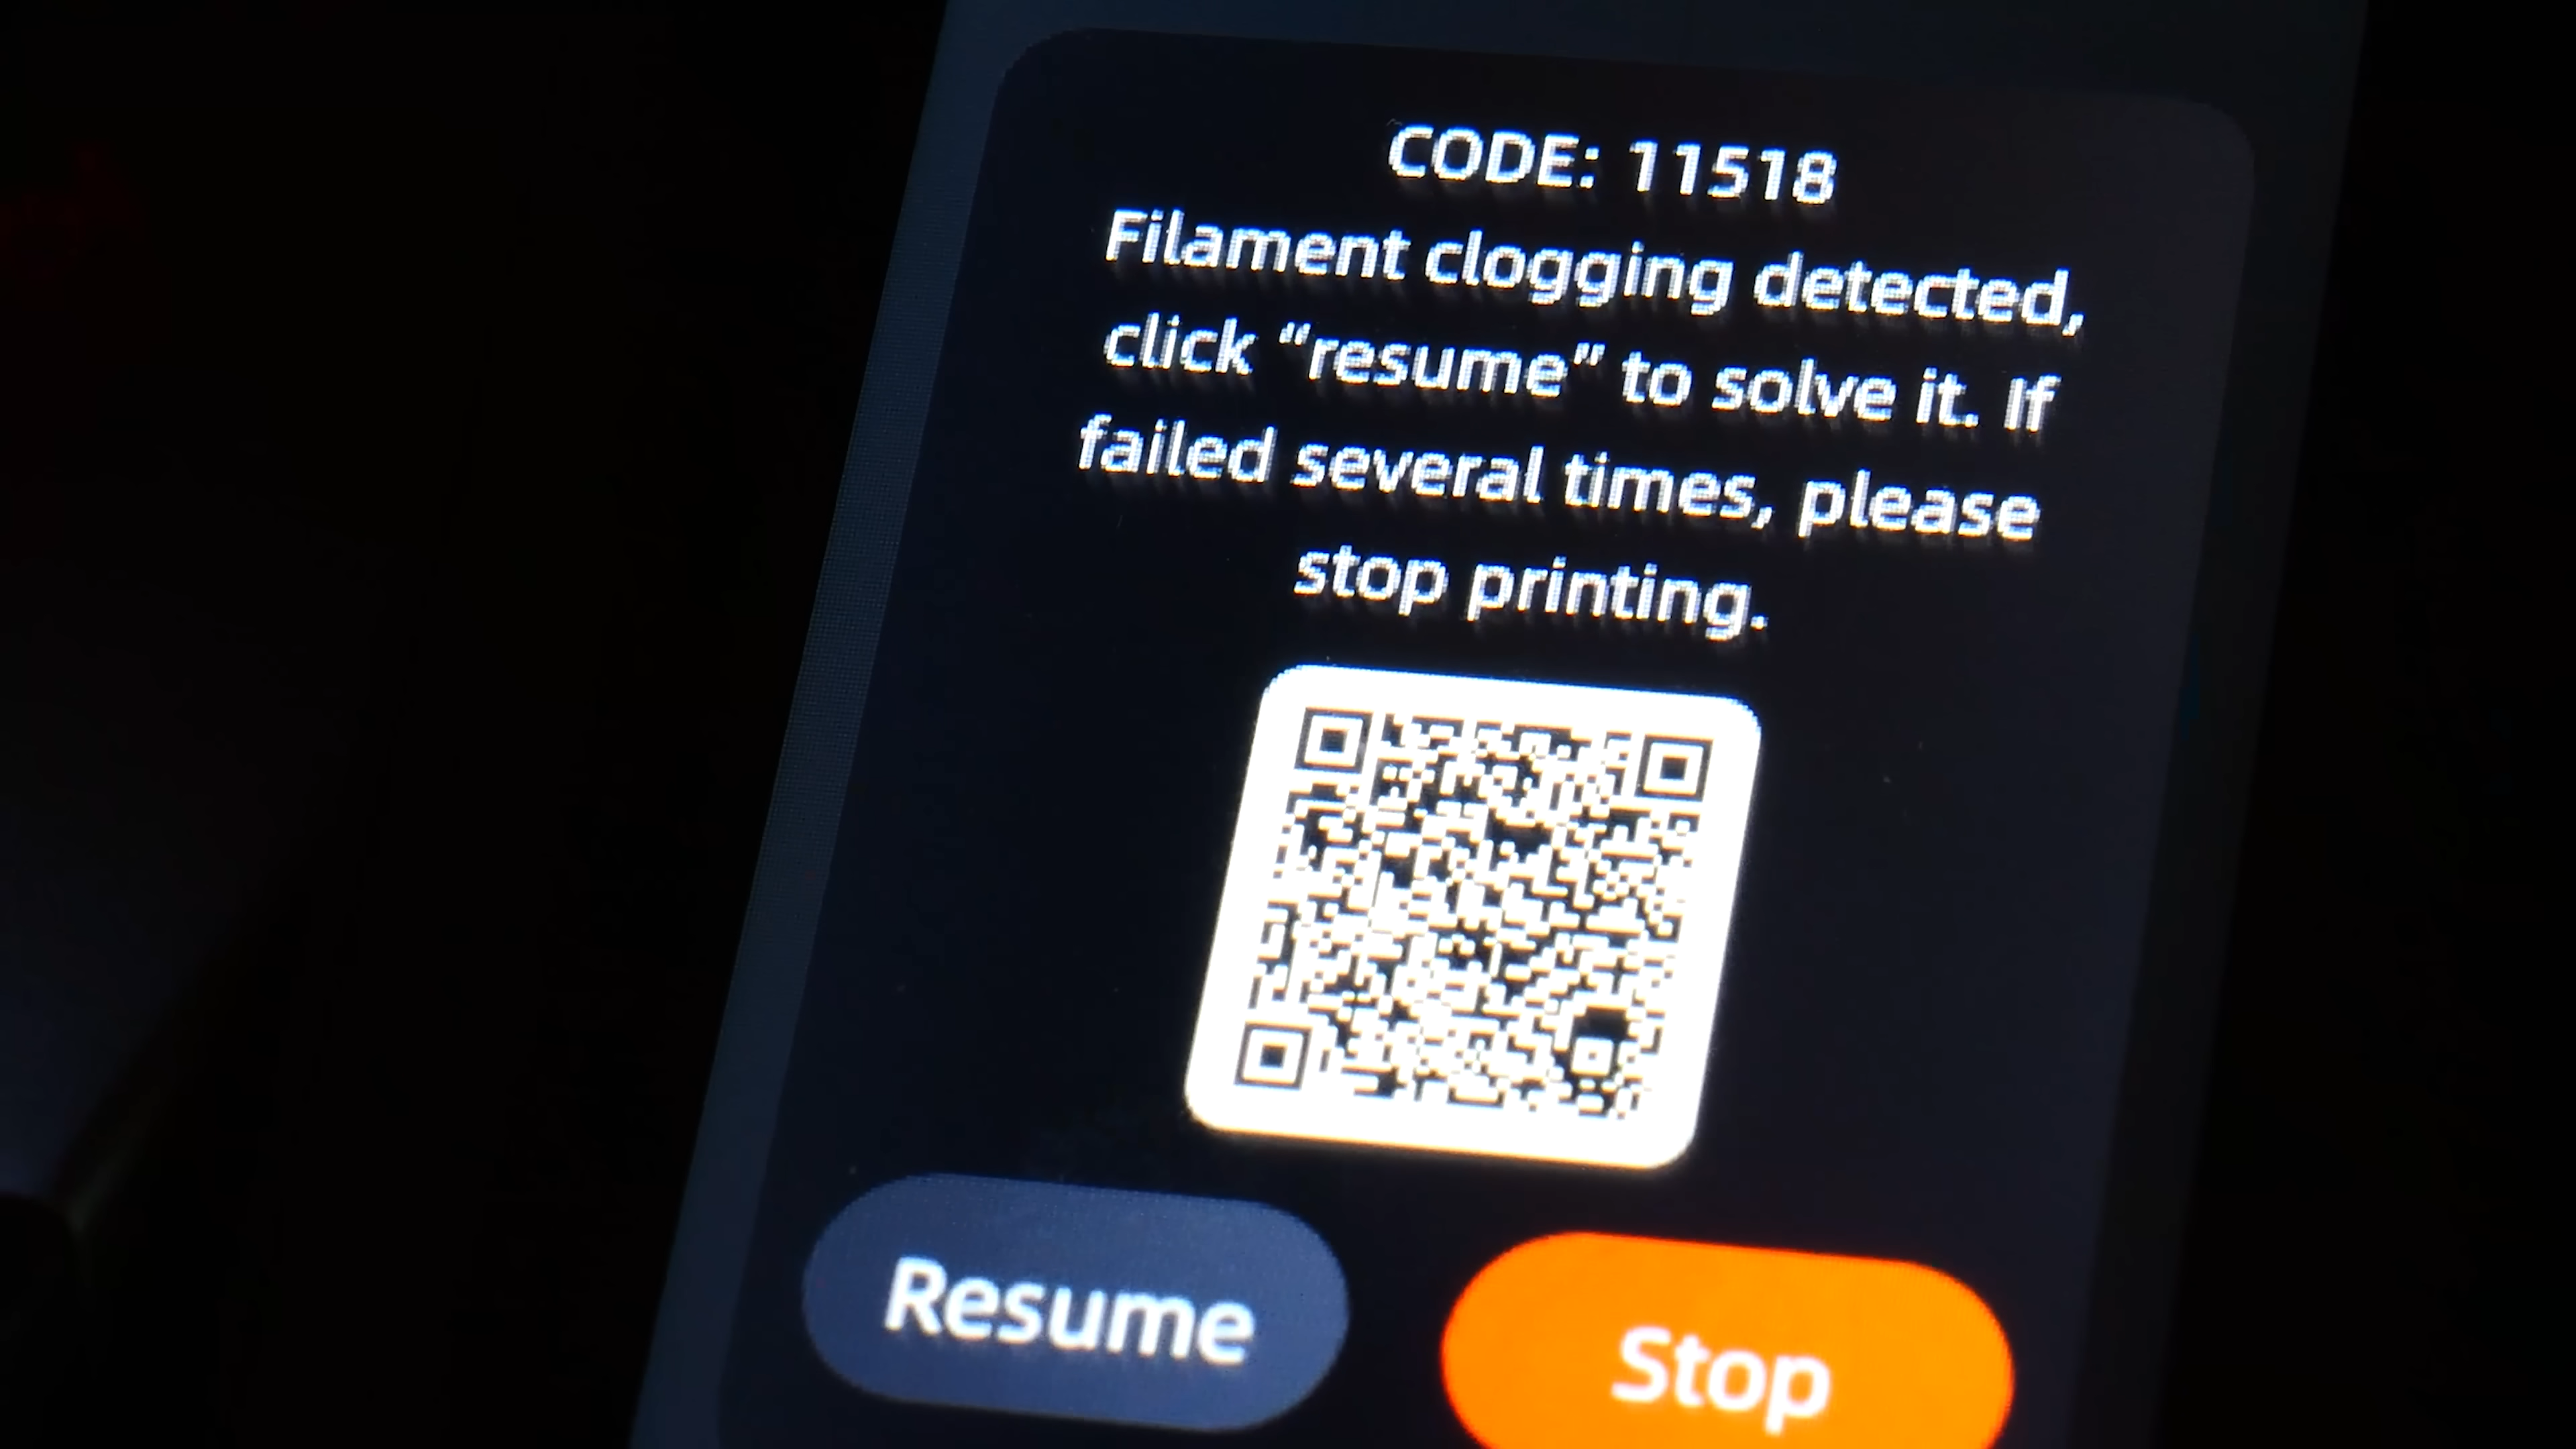 CODE: 11518
Filament clogging detected,
click “resume” to solve it. If
failed several times, please
stop printing.
Resume
Stop